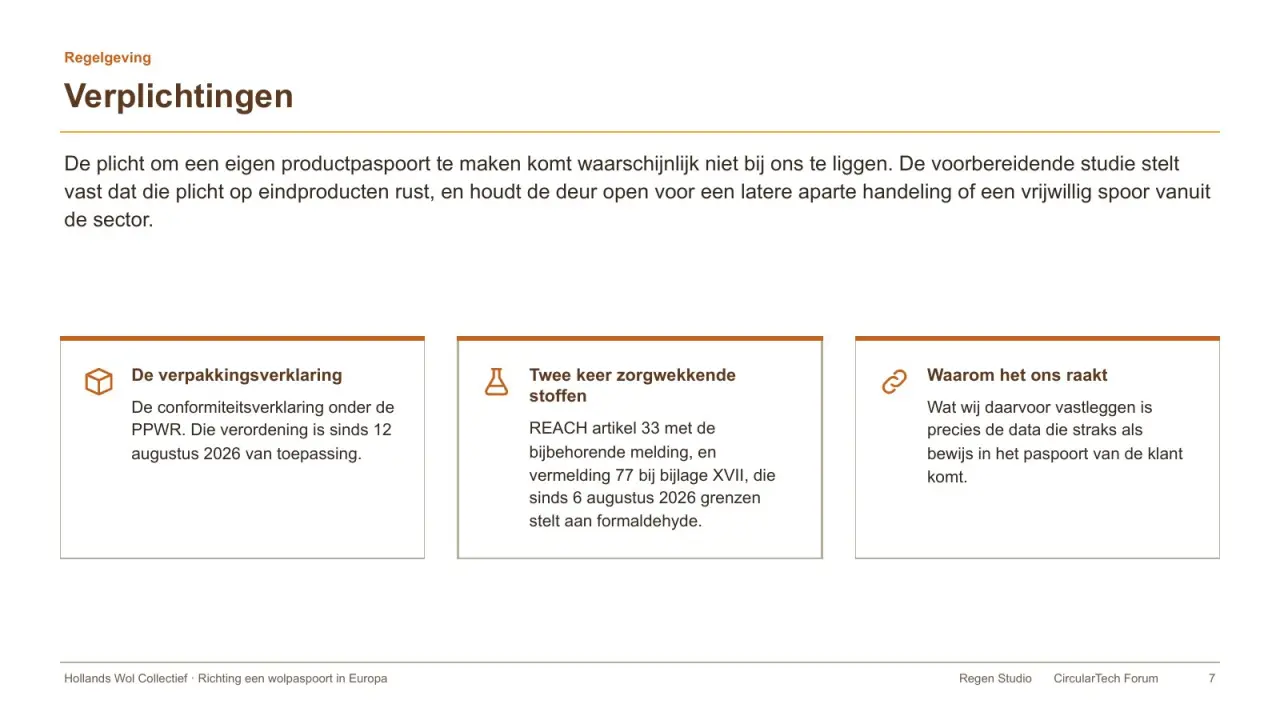 Regelgeving
Verplichtingen
De plicht om een eigen productpaspoort te maken komt waarschijnlijk niet bij ons te liggen. De voorbereidende studie stelt
vast dat die plicht op eindproducten rust, en houdt de deur open voor een latere aparte handeling of een vrijwillig spoor vanuit
de sector.
De verpakkingsverklaring
De conformiteitsverklaring onder de
PPWR. Die verordening is sinds 12
augustus 2026 van toepassing.
Twee keer zorgwekkende
stoffen
REACH artikel 33 met de
bijbehorende melding, en
vermelding 77 bij bijlage XVII, die
sinds 6 augustus 2026 grenzen
stelt aan formaldehyde.
Waarom het ons raakt
Wat wij daarvoor vastleggen is
precies de data die straks als
bewijs in het paspoort van de klant
komt.
Hollands Wol Collectief · Richting een wolpaspoort in Europa
Regen Studio CircularTech Forum 7